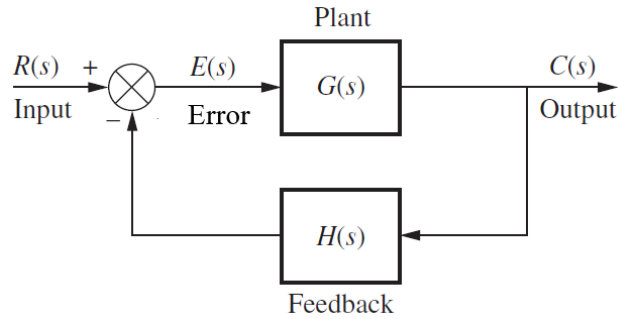 Plant
R(s) + E(s) G(s) C(s)
Input − Error Output
H(s)
Feedback